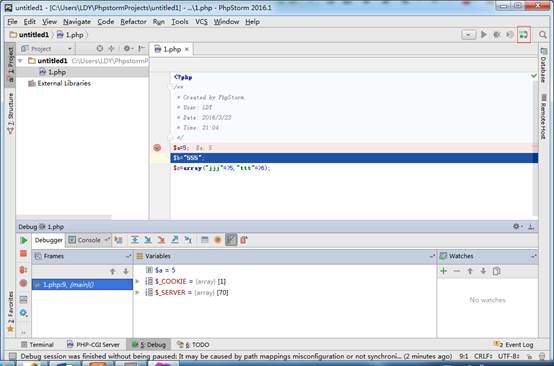 untitled1 - [C:\Users\LDY\PhpstormProjects\untitled1] - ...\1.php - PhpStorm 2016.1
File Edit View Navigate Code Refactor Run Tools VCS Window Help
untitled1 1.php
Project
1.php
untitled1
1.php
External Libraries
1: Project
2: Structure
2: Favorites
Database
Remote Host
<?php
/**
* Created by PhpStorm.
* User: LDY
* Date: 2016/3/23
* Time: 21:04
*/
$a=5; $a: 5
$b="555";
$c=array("jjj"=>5,"ttt"=>6);
Debug 1.php
Debugger Console
Frames
Variables
Watches
1.php:9, {main}()
$a = 5
$_COOKIE = {array} [1]
$_SERVER = {array} [70]
No watches
Terminal PHP-CGI Server 5: Debug 6: TODO
Event Log
Debug session was finished without being paused: It may be caused by path mappings misconfiguration or not synchroni... (2 minutes ago) 9:1 CRLF UTF-8